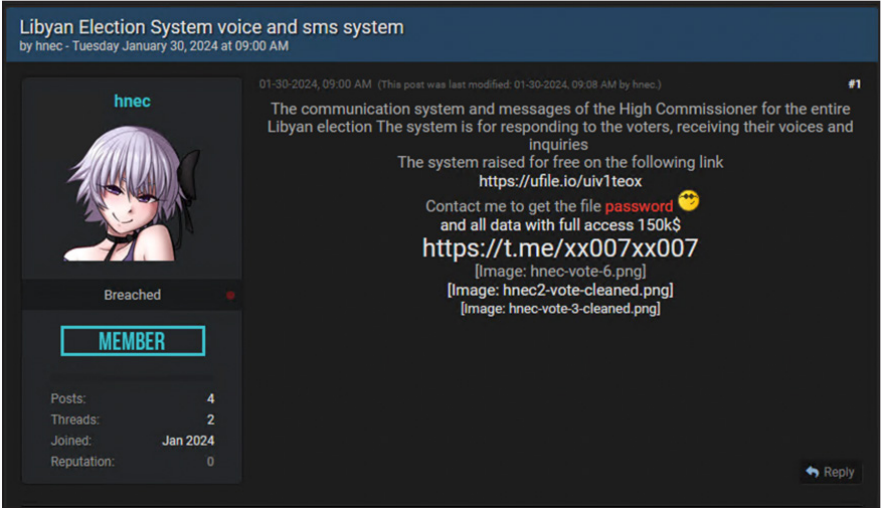 Libyan Election System voice and sms system
by hnec - Tuesday January 30, 2024 at 09:00 AM
hnec
Breached
MEMBER
Posts: 4
Threads: 2
Joined: Jan 2024
Reputation: 0
01-30-2024, 09:00 AM (This post was last modified: 01-30-2024, 09:08 AM by hnec.) #1
The communication system and messages of the High Commissioner for the entire
Libyan election The system is for responding to the voters, receiving their voices and
inquiries
The system raised for free on the following link
https://ufile.io/uiv1teox
Contact me to get the file password
and all data with full access 150k$
https://t.me/xx007xx007
[Image: hnec-vote-6.png]
[Image: hnec2-vote-cleaned.png]
[Image: hnec-vote-3-cleaned.png]
Reply